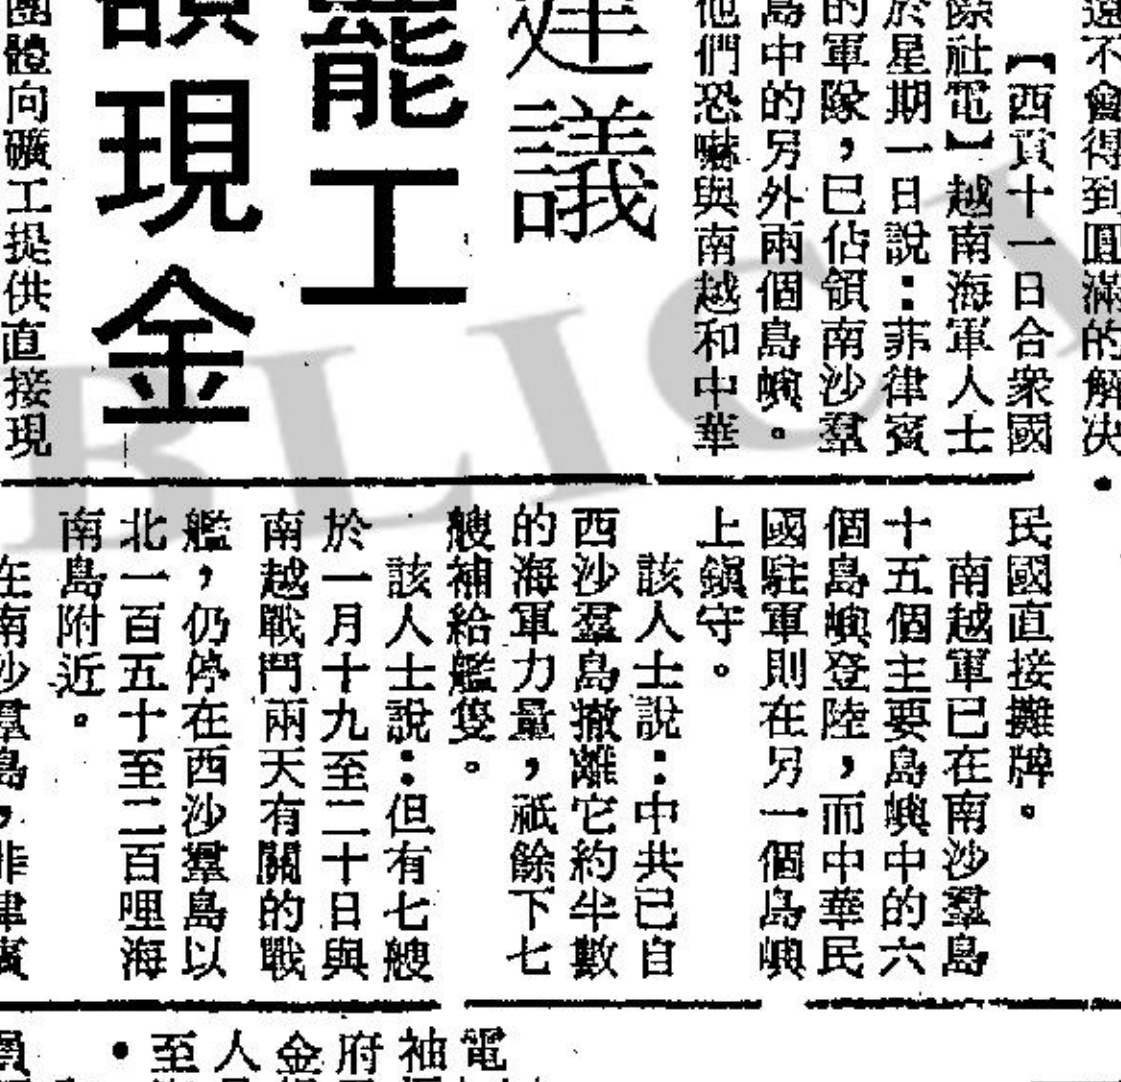 遠不會得到圓滿的解决
【西貢十一日合衆國
際社電】越南海軍人士
於星期一日說：菲律賓
的軍隊，已佔領南沙羣
島中的另外兩個島嶼。
他們恐嚇與南越和中華
民國直接攤牌。
南越軍已在南沙羣島
十五個主要島嶼中的六
個島嶼登陸，而中華民
國駐軍則在另一個島嶼
上鎭守。
該人士說：中共已自
西沙羣島撤離它約半數
的海軍力量，祇餘下七
艘補給艦隻。
該人士說：但有七艘
於一月十九至二十日與
南越戰鬥兩天有關的戰
艦，仍停在西沙羣島以
北一百五十至二百哩海
南島附近。
在南沙羣島，菲律賓
建議
罷工
額現金
團體向礦工提供直接現
電
袖
府
金
人
至
BLIC